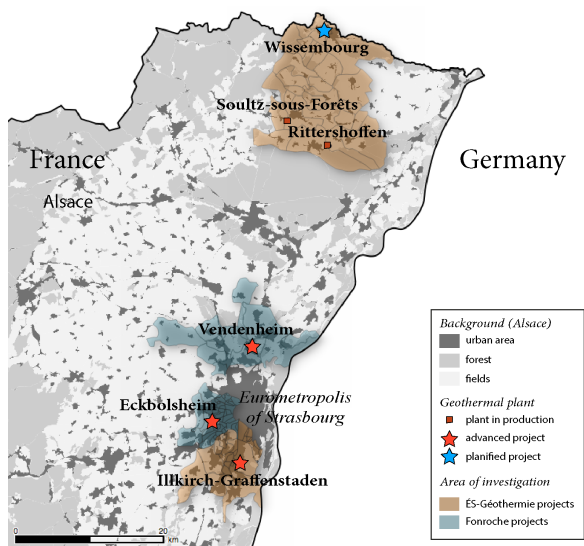 Wissembourg
Soultz-sous-Forêts
Rittershoffen
France
Germany
Alsace
Vendenheim
Eckbolsheim
Eurometropolis
of Strasbourg
Illkirch-Graffenstaden
Background (Alsace)
urban area
forest
fields
Geothermal plant
plant in production
advanced project
planified project
Area of investigation
ÉS-Géothermie projects
Fonroche projects
0
20
km